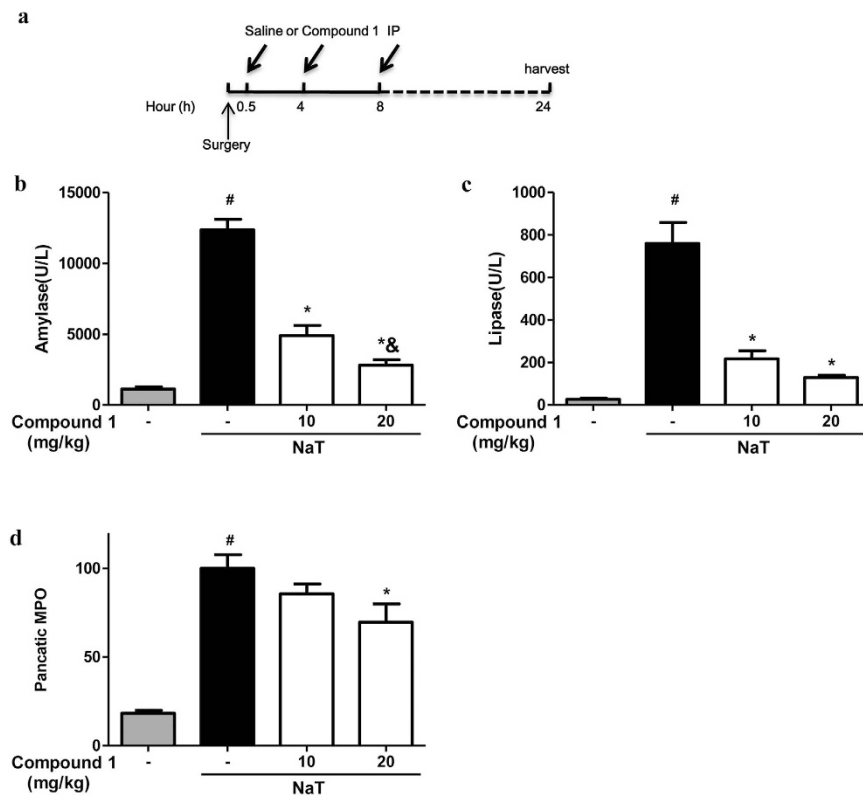 a
Saline or Compound 1 IP
harvest
Hour (h) 0.5 4 8 24
Surgery
b
Amylase(U/L)
15000
10000
5000
0
#
*
*&
Compound 1 - - 10 20
(mg/kg)
NaT
c
Lipase(U/L)
1000
800
600
400
200
0
#
*
*
Compound 1 - - 10 20
(mg/kg)
NaT
d
Pancatic MPO
100
50
0
#
*
Compound 1 - - 10 20
(mg/kg)
NaT